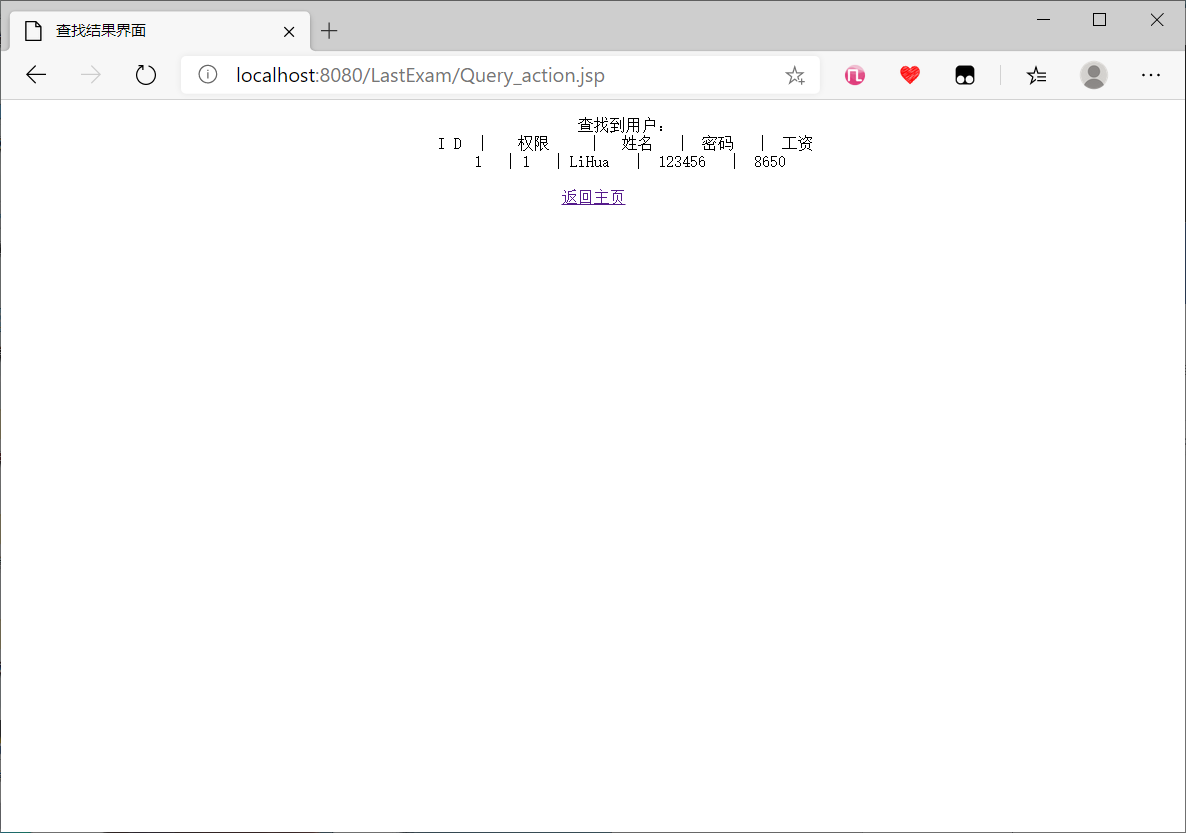 查找结果界面
localhost:8080/LastExam/Query_action.jsp
查找到用户：
I D | 权限 | 姓名 | 密码 | 工资
1 | 1 | LiHua | 123456 | 8650
返回主页